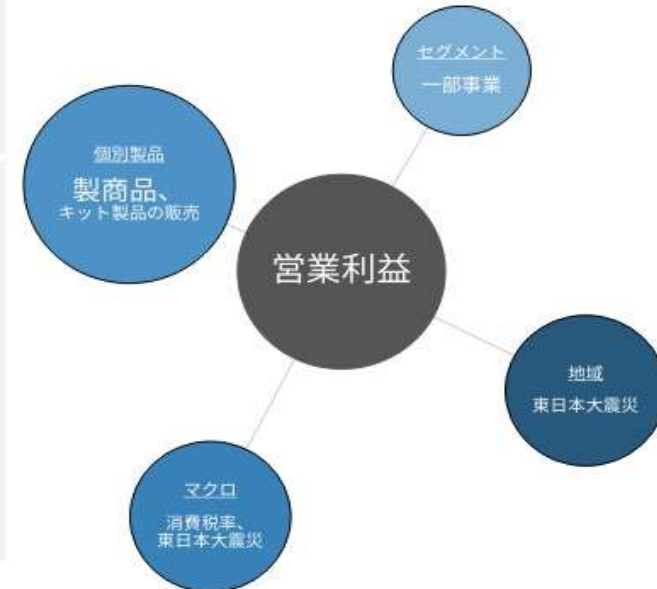 セグメント
一部事業
個別製品
製商品、
キット製品の販売
営業利益
地域
東日本大震災
マクロ
消費税率、
東日本大震災